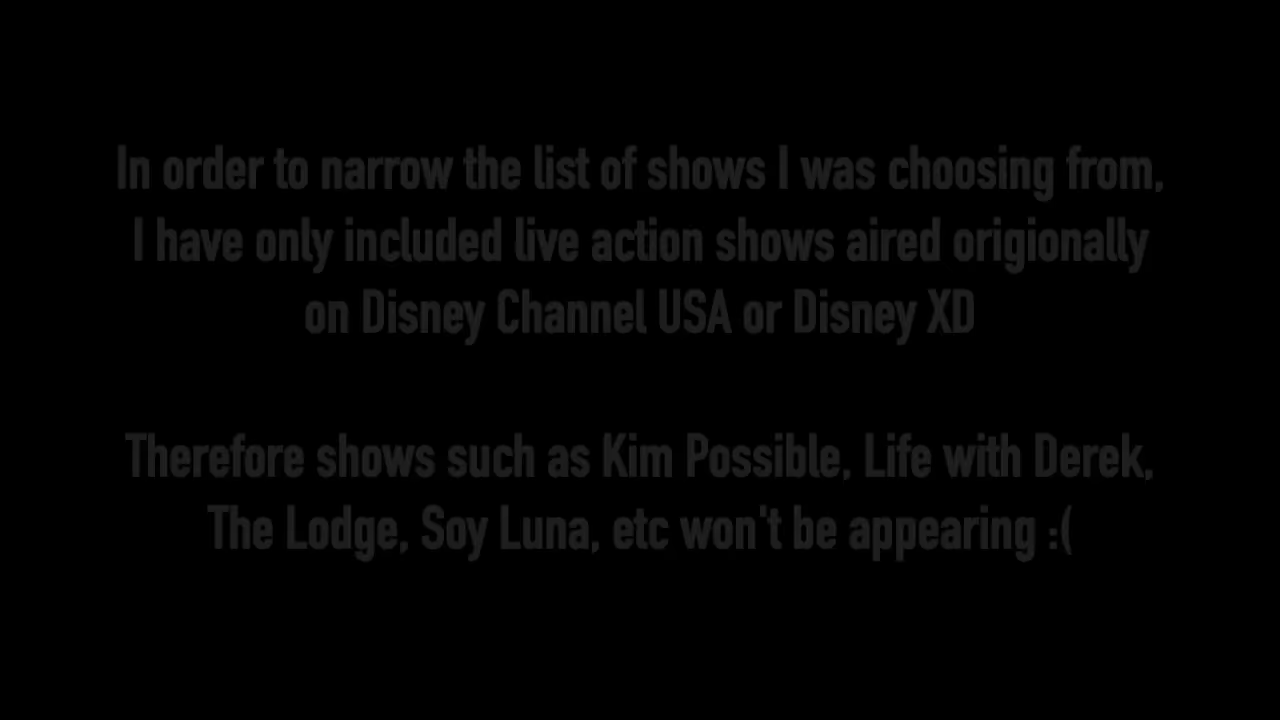 In order to narrow the list of shows I was choosing from,
I have only included live action shows aired origionally
on Disney Channel USA or Disney XD
Therefore shows such as Kim Possible, Life with Derek,
The Lodge, Soy Luna, etc won't be appearing :(